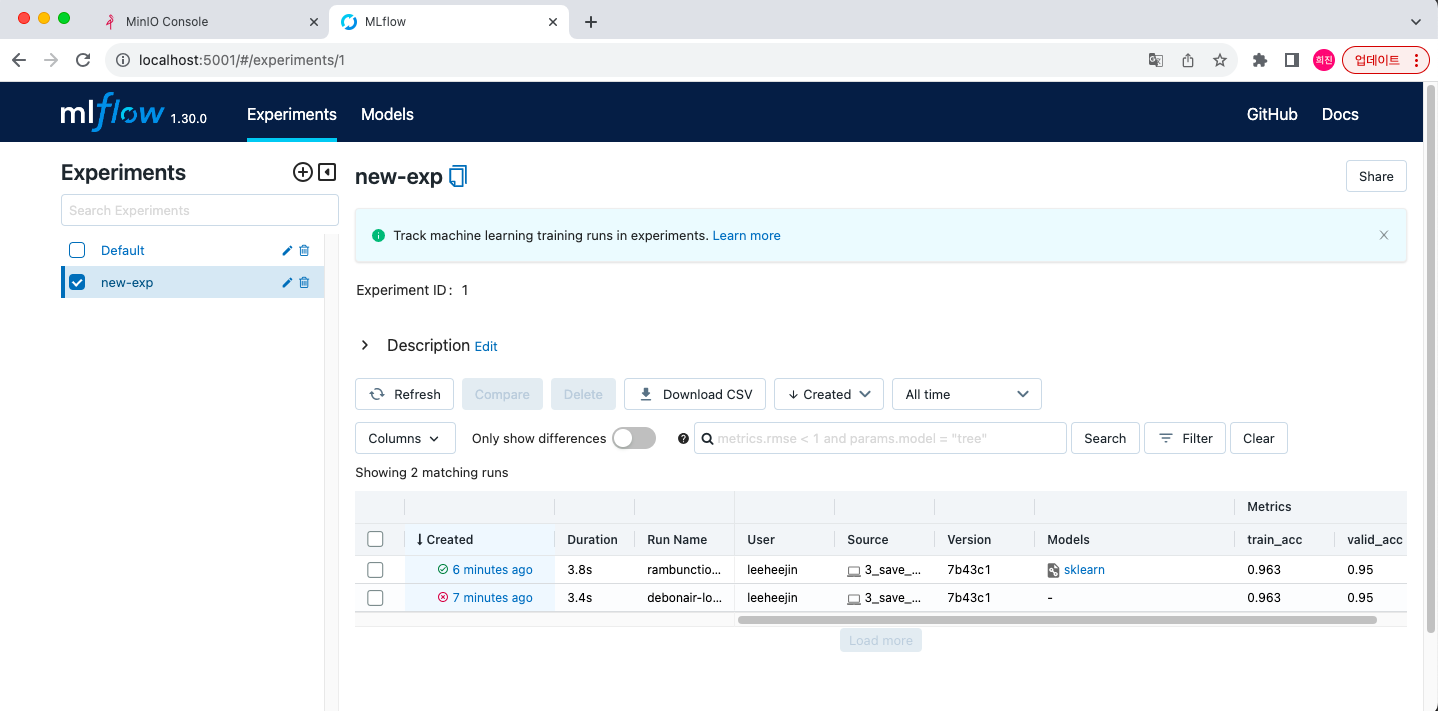 MinIO Console
MLflow
localhost:5001/#/experiments/1
희진
업데이트
mlflow 1.30.0
Experiments
Models
GitHub
Docs
Experiments
Search Experiments
Default
new-exp
new-exp
Share
Track machine learning training runs in experiments. Learn more
Experiment ID: 1
Description Edit
Refresh
Compare
Delete
Download CSV
Created
All time
Columns
Only show differences
metrics.rmse < 1 and params.model = "tree"
Search
Filter
Clear
Showing 2 matching runs
Metrics
Created Duration Run Name User Source Version Models train_acc valid_acc
6 minutes ago 3.8s rambunctio... leeheejin 3_save_... 7b43c1 sklearn 0.963 0.95
7 minutes ago 3.4s debonair-lo... leeheejin 3_save_... 7b43c1 - 0.963 0.95
Load more